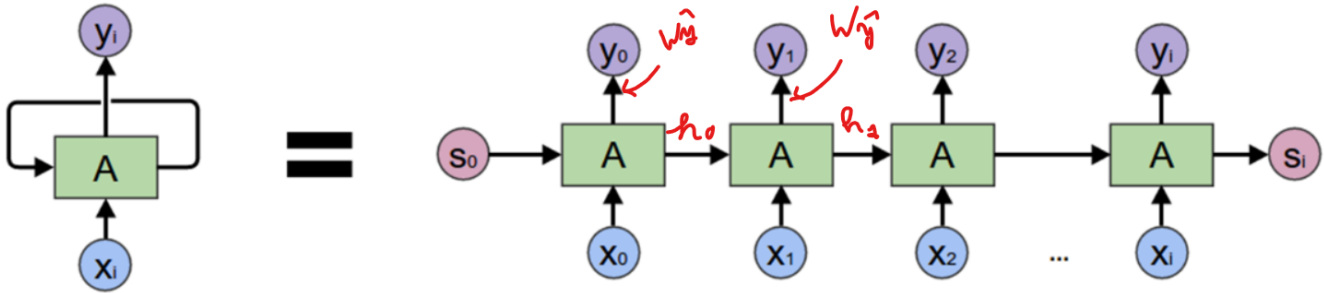 yᵢ y₀ Wŷ y₁ Wŷ y₂ yᵢ
A = s₀ A h₀ A h₁ A A sᵢ
xᵢ x₀ x₁ x₂ ... xᵢ